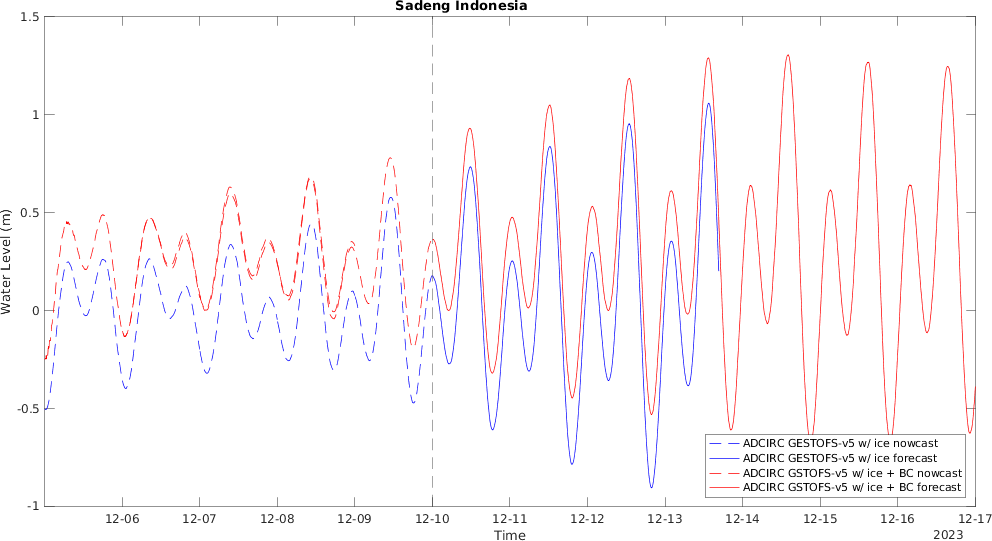 Sadeng Indonesia
1.5
1
0.5
0
-0.5
-1
Water Level (m)
12-06 12-07 12-08 12-09 12-10 12-11 12-12 12-13 12-14 12-15 12-16 12-17
Time
2023
ADCIRC GESTOFS-v5 w/ ice nowcast
ADCIRC GESTOFS-v5 w/ ice forecast
ADCIRC GSTOFS-v5 w/ ice + BC nowcast
ADCIRC GSTOFS-v5 w/ ice + BC forecast